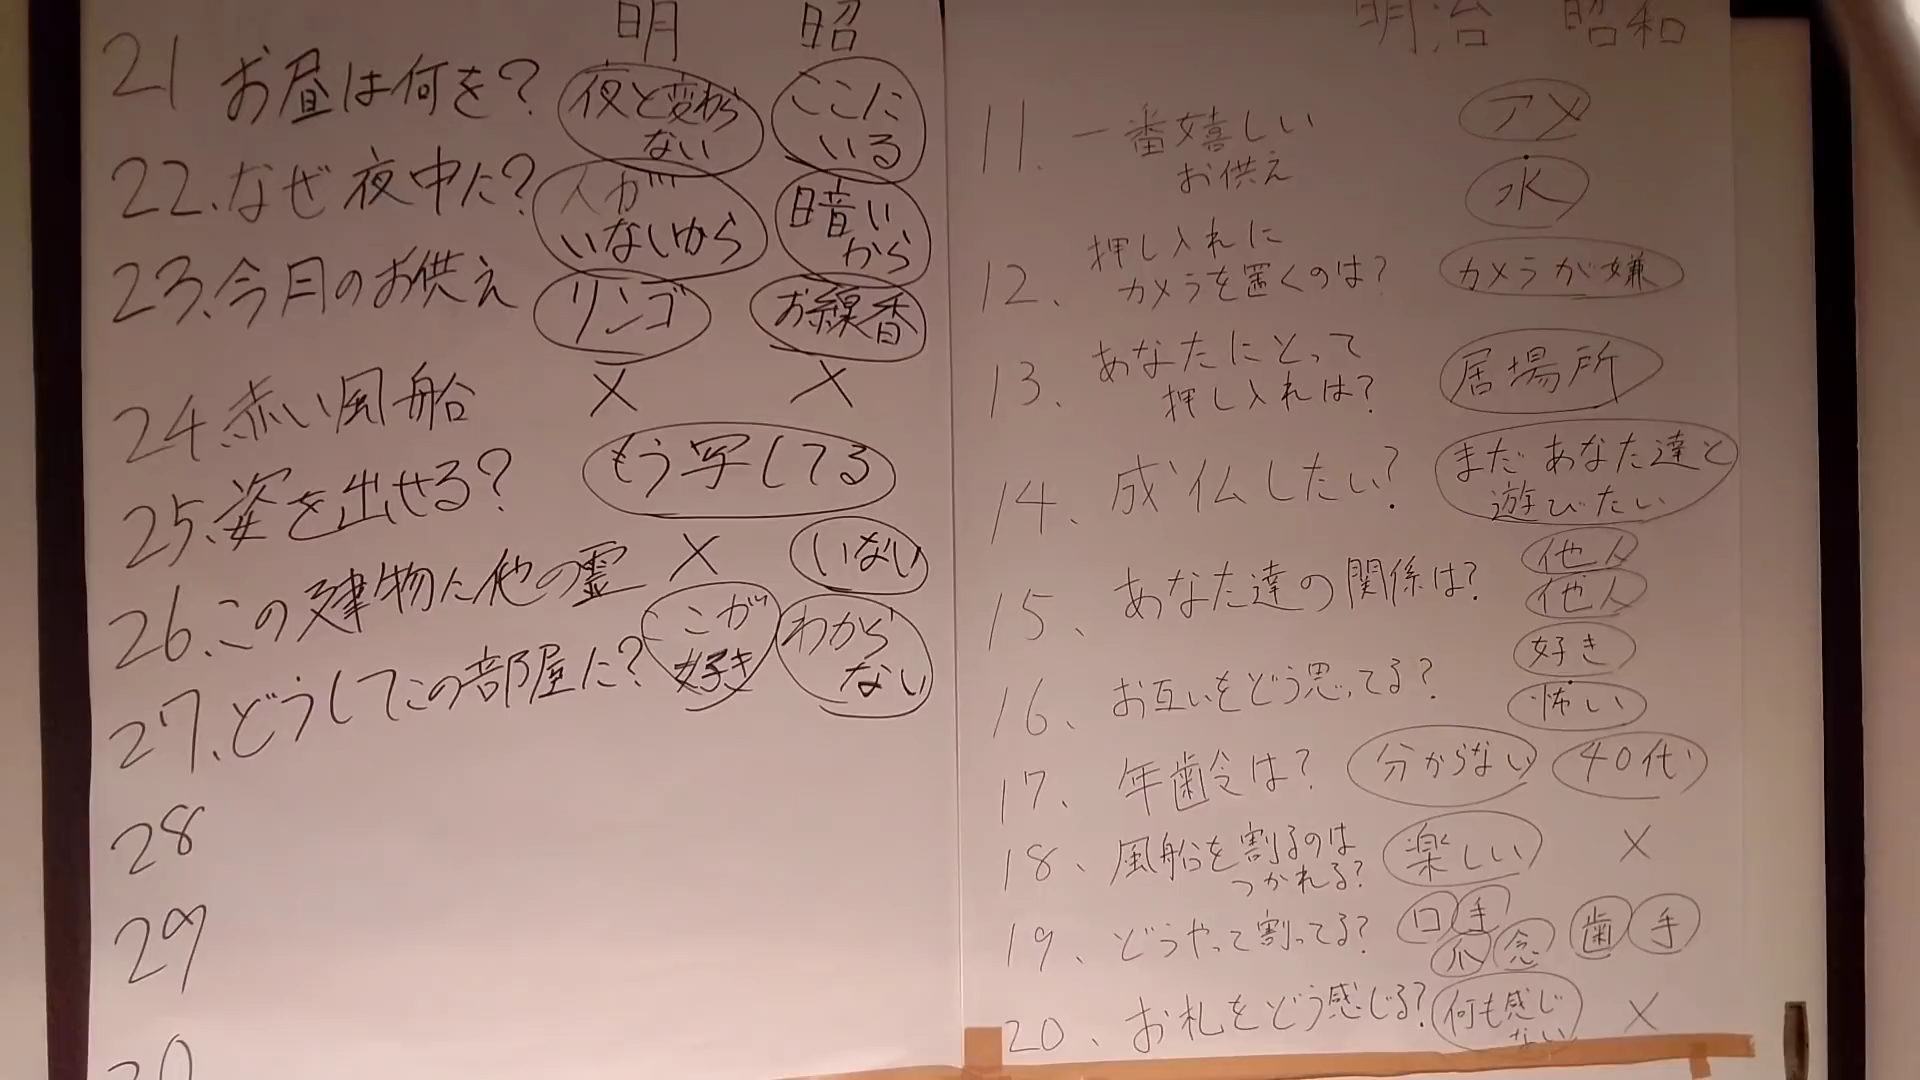 明 昭
21 お昼は何を? 夜と変わらない ここにいる
22、なぜ夜中に? 人がいないから 暗いから
23、今月のお供え リンゴ お線香
24、赤い風船 × ×
25、姿を出せる? もう写してる
26、この建物に他の霊 × いない
27、どうしてこの部屋に? こが好き わからない
28
29
明治 昭和
11、一番嬉しいお供え アメ 水
12、押し入れにカメラを置くのは? カメラが嫌
13、あなたにとって押し入れは? 居場所
14、成仏したい? まだあなた達と遊びたい
15、あなた達の関係は? 他人 他人
16、お互いをどう思ってる? 好き 怖い
17、年齢は? 分からない 40代
18、風船を割るのはつかれる? 楽しい ×
19、どうやって割ってる? 口 手 爪 念 歯 手
20、お札をどう感じる? 何も感じない ×